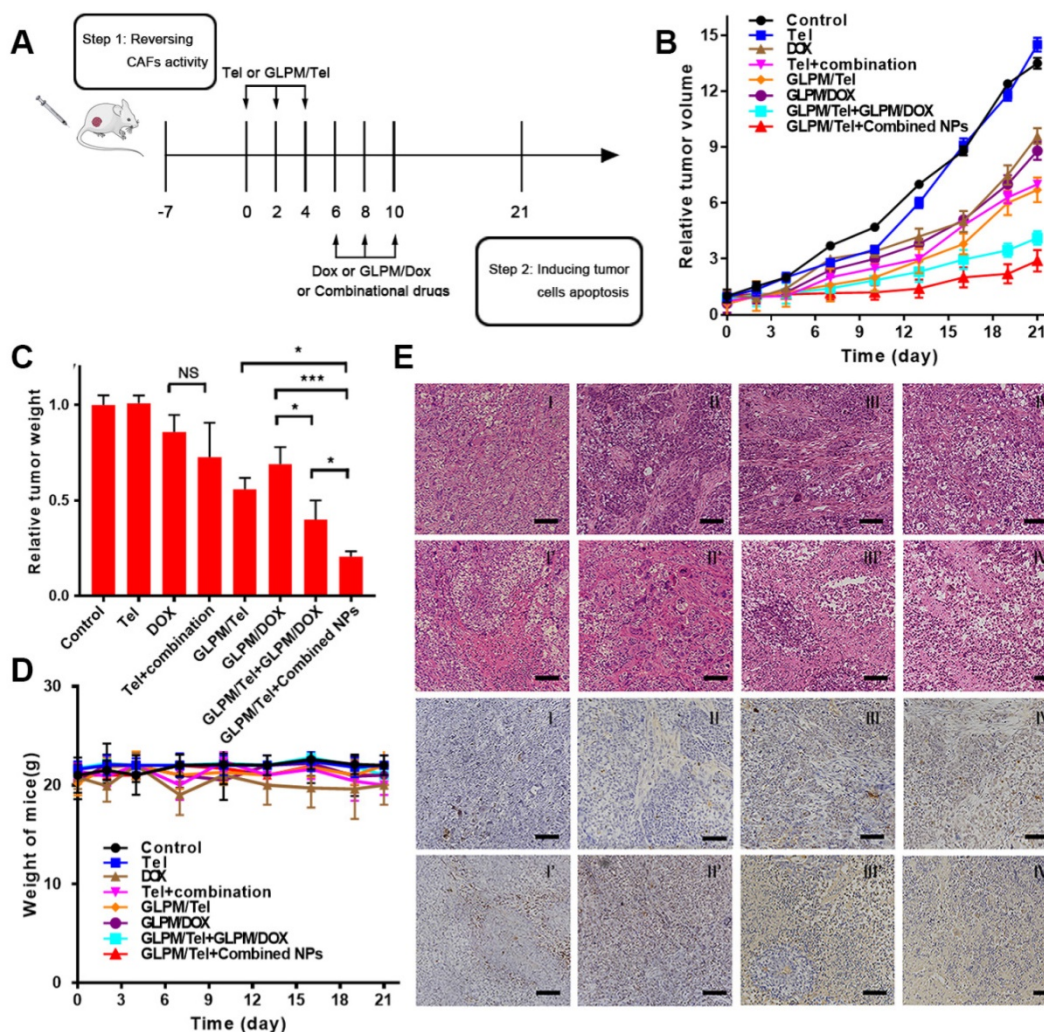 A
Step 1: Reversing
CAFs activity
Tel or GLPM/Tel
-7
0
2
4
6
8
10
21
Dox or GLPM/Dox
or Combinational drugs
Step 2: Inducing tumor
cells apoptosis
B
Control
Tel
DOX
Tel+combination
GLPM/Tel
GLPM/DOX
GLPM/Tel+GLPM/DOX
GLPM/Tel+Combined NPs
Relative tumor volume
15
12
9
6
3
0
0
3
6
9
12
15
18
21
Time (day)
C
NS
*
***
*
*
Relative tumor weight
1.0
0.5
0.0
Control
Tel
DOX
Tel+combination
GLPM/Tel
GLPM/DOX
GLPM/Tel+GLPM/DOX
GLPM/Tel+Combined NPs
D
Weight of mice(g)
30
20
10
0
Control
Tel
DOX
Tel+combination
GLPM/Tel
GLPM/DOX
GLPM/Tel+GLPM/DOX
GLPM/Tel+Combined NPs
0
3
6
9
12
15
18
21
Time (day)
E
I
II
III
IV
I'
II'
III'
IV
I
II
III
IV
I'
II'
III'
IV